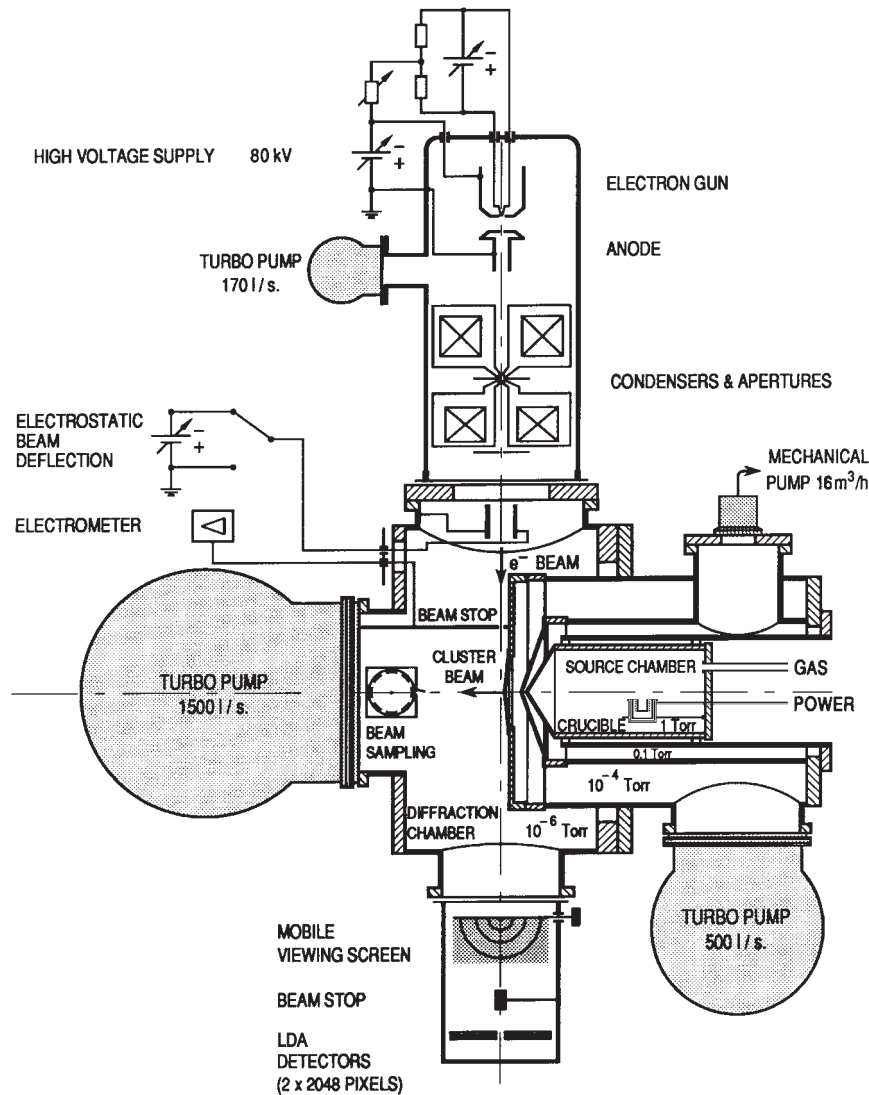 HIGH VOLTAGE SUPPLY 80 kV
−
+
−
+
ELECTRON GUN
ANODE
TURBO PUMP
170 l / s.
CONDENSERS & APERTURES
ELECTROSTATIC
BEAM
DEFLECTION
−
+
MECHANICAL
PUMP 16m³/h
ELECTROMETER
e⁻ BEAM
BEAM STOP
CLUSTER
BEAM
SOURCE CHAMBER
GAS
POWER
CRUCIBLE
1 Torr
0.1 Torr
10⁻⁴ Torr
TURBO PUMP
1500 l / s.
BEAM
SAMPLING
DIFFRACTION
CHAMBER
10⁻⁶ Torr
TURBO PUMP
500 l / s.
MOBILE
VIEWING SCREEN
BEAM STOP
LDA
DETECTORS
(2 x 2048 PIXELS)